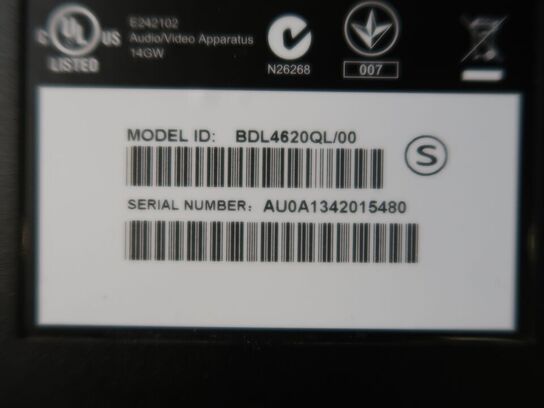 C UL US
LISTED
E242102
Audio/Video Apparatus
14GW
N26268
007
MODEL ID: BDL4620QL/00
S
SERIAL NUMBER: AU0A1342015480